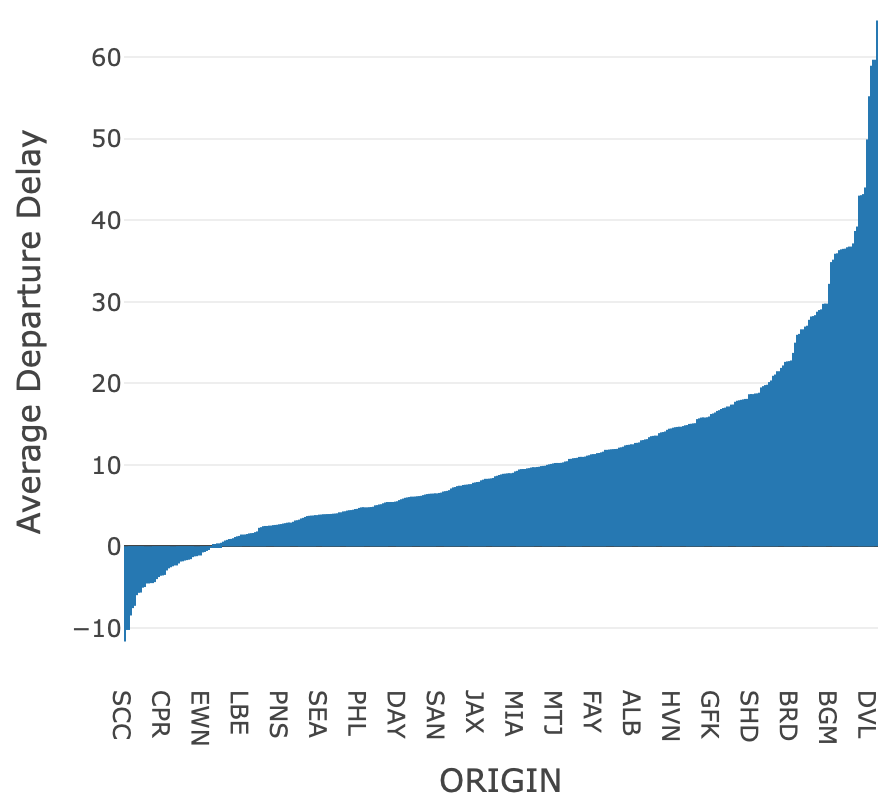 Average Departure Delay
60
50
40
30
20
10
0
−10
SCC
CPR
EWN
LBE
PNS
SEA
PHL
DAY
SAN
JAX
MIA
MTJ
FAY
ALB
HVN
GFK
SHD
BRD
BGM
DVL
ORIGIN